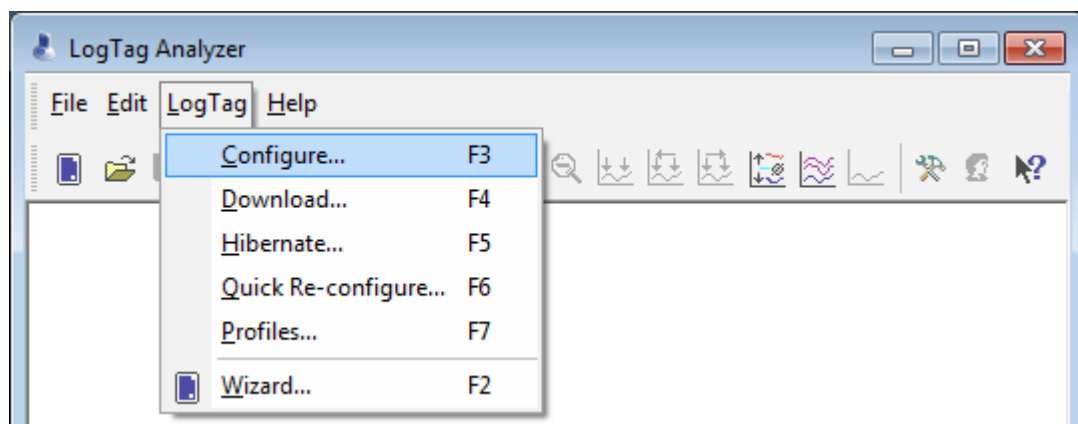 LogTag Analyzer
File Edit LogTag Help
Configure... F3
Download... F4
Hibernate... F5
Quick Re-configure... F6
Profiles... F7
Wizard... F2